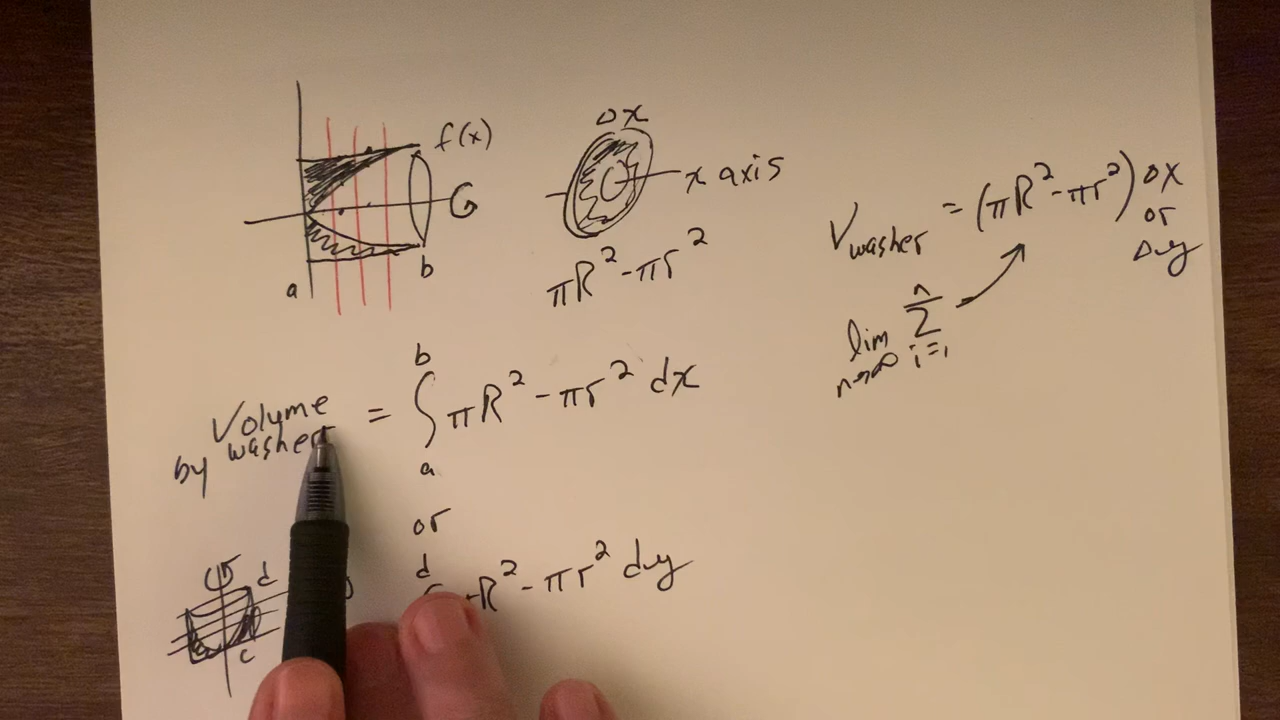 f(x)
a
b
Δx
x axis
πR² - πr²
V washer = (πR² - πr²) Δx
or
Δy
lim n→∞ n Σ i=1
Volume
by washer = ∫ₐᵇ πR² - πr² dx
or
d
R² - πr² dy
d
c